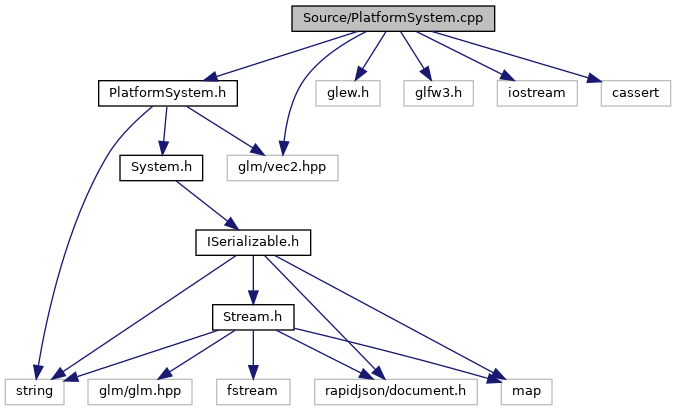 Source/PlatformSystem.cpp
PlatformSystem.h
glew.h
glfw3.h
iostream
cassert
System.h
glm/vec2.hpp
ISerializable.h
Stream.h
string
glm/glm.hpp
fstream
rapidjson/document.h
map